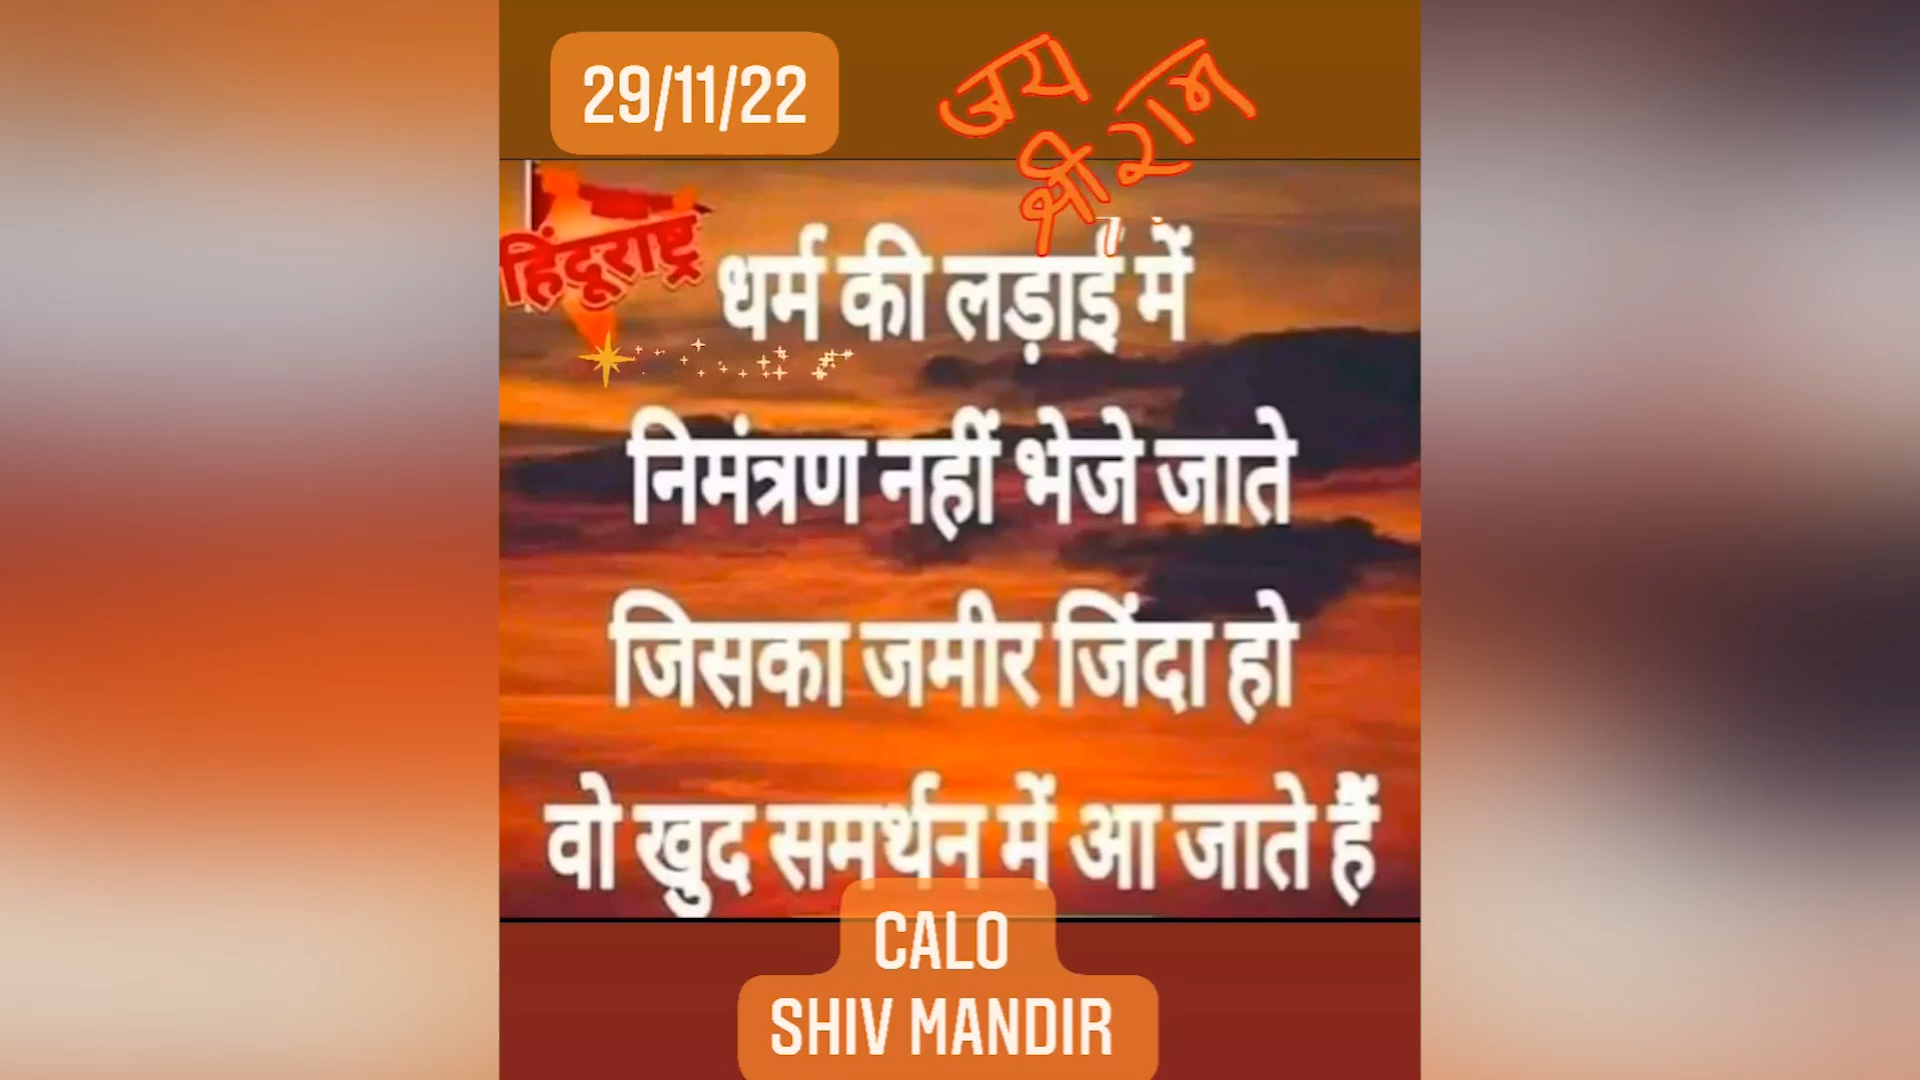 29/11/22
जय
श्री राम
हिंदूराष्ट्र
धर्म की लड़ाई में
निमंत्रण नहीं भेजे जाते
जिसका जमीर जिंदा हो
वो खुद समर्थन में आ जाते हैं
CALO
SHIV MANDIR